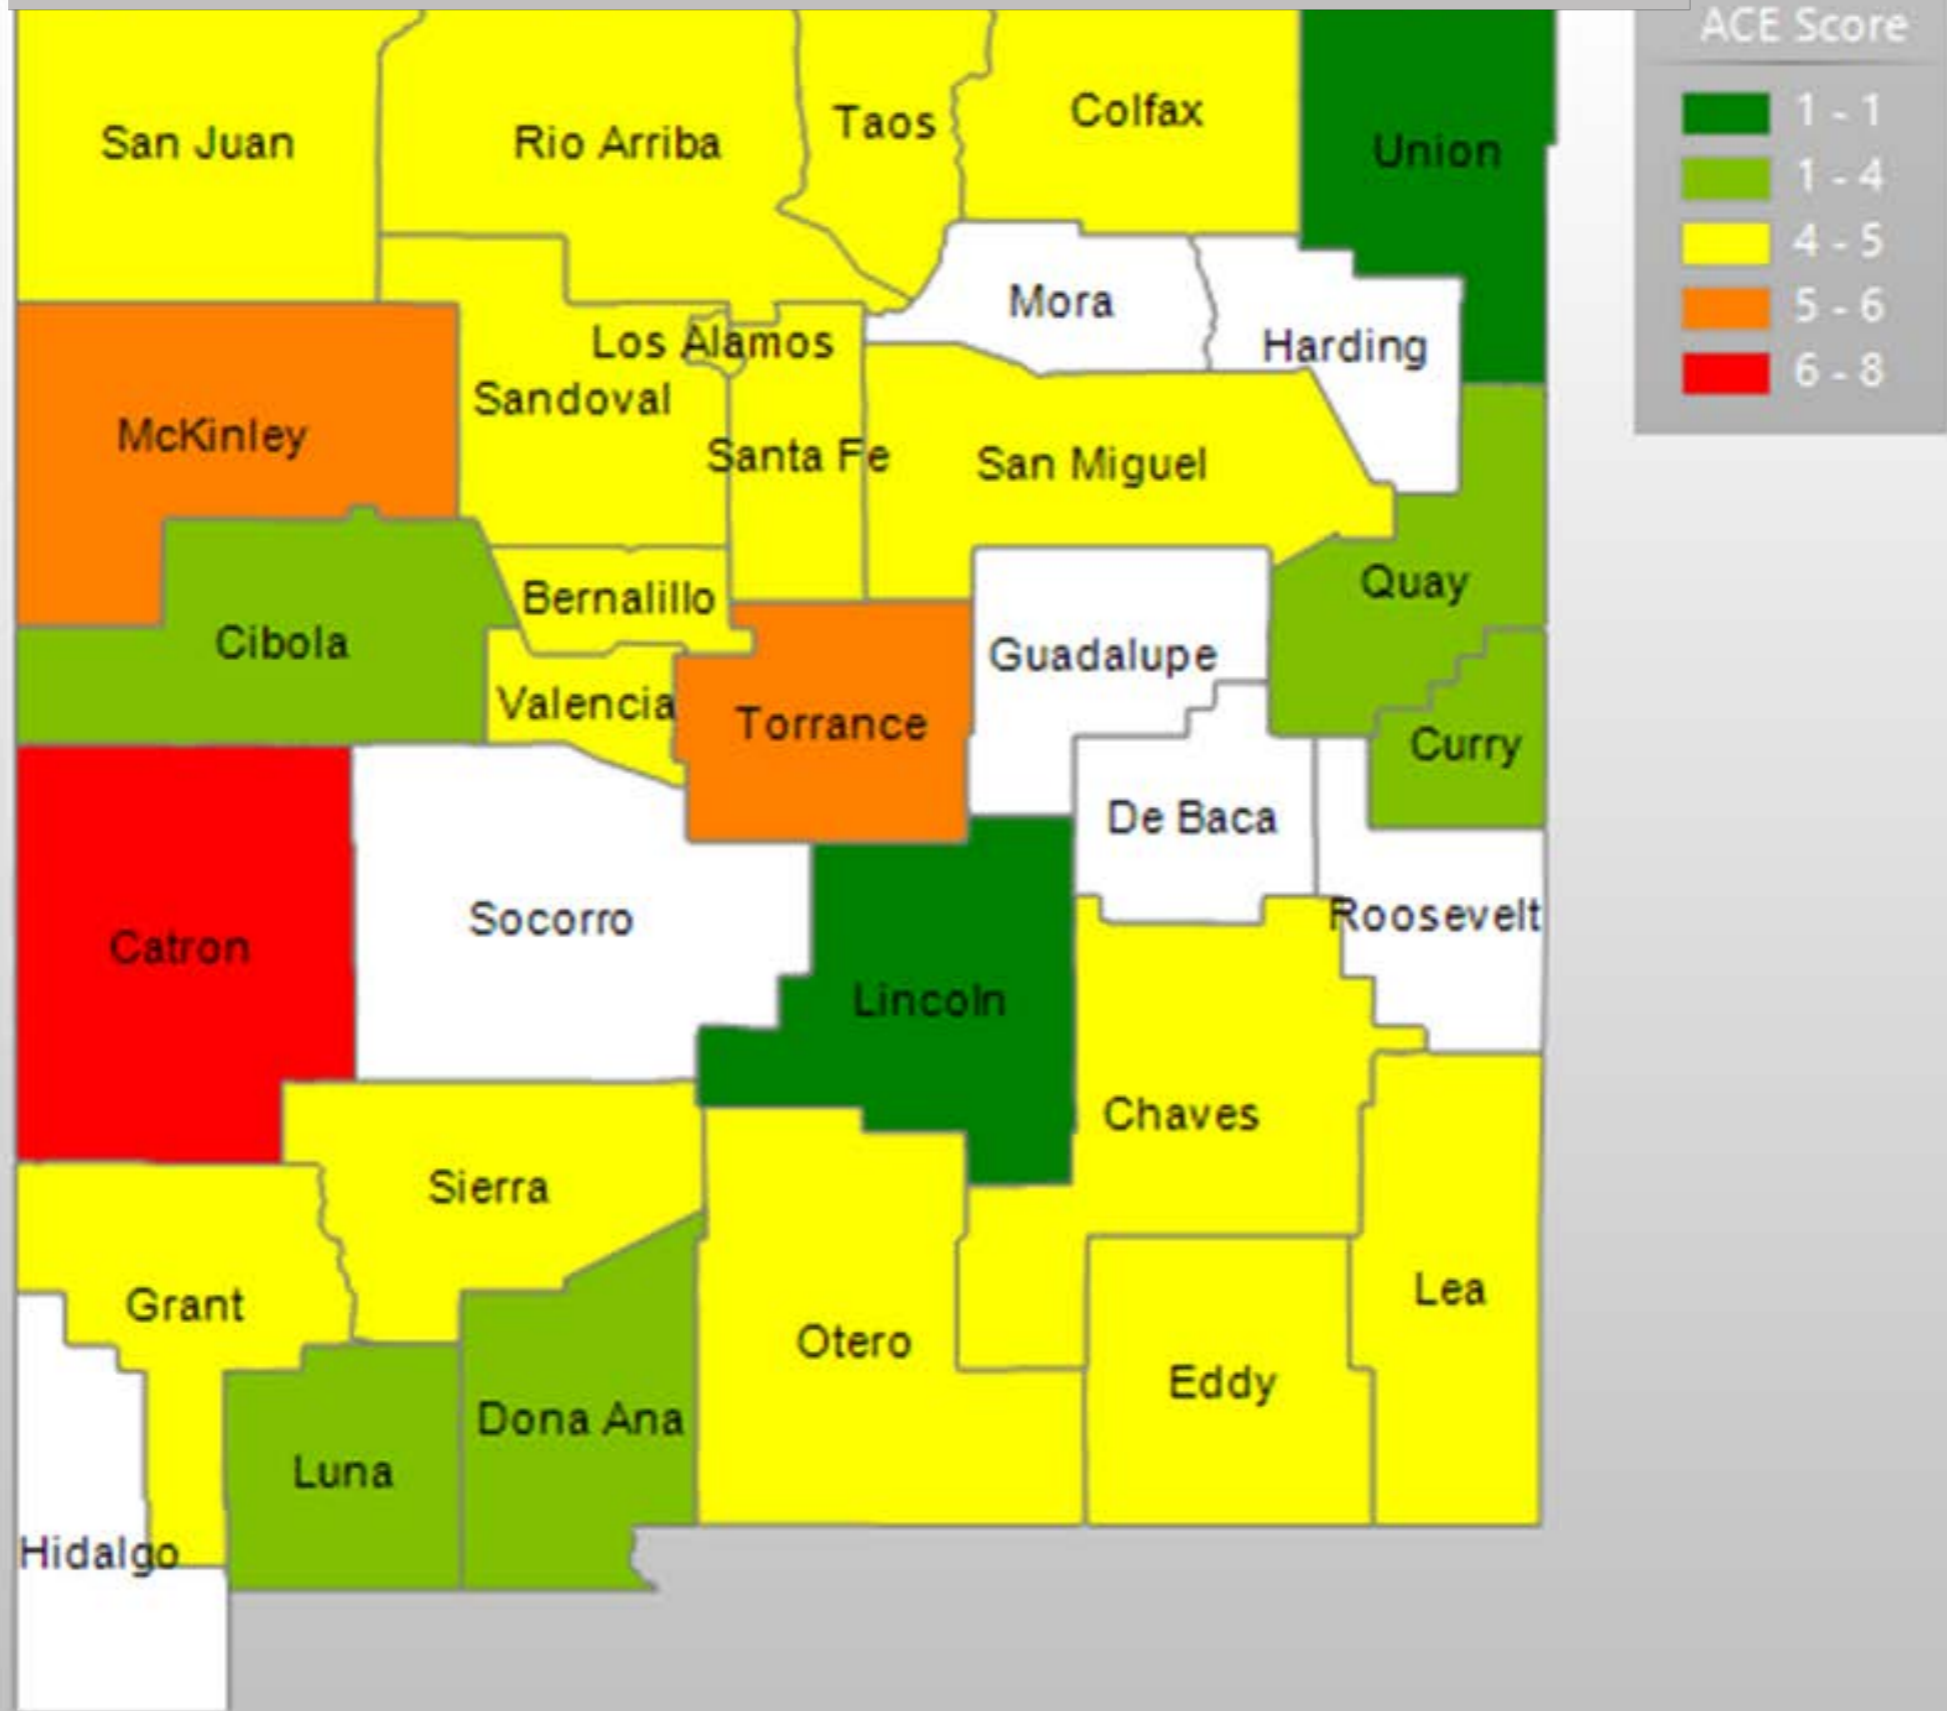 ACE Score
1 - 1
1 - 4
4 - 5
5 - 6
6 - 8
San Juan
Rio Arriba
Taos
Colfax
Union
Mora
Harding
Los Alamos
McKinley
Sandoval
Santa Fe
San Miguel
Bernalillo
Quay
Cibola
Guadalupe
Valencia
Torrance
Curry
De Baca
Catron
Socorro
Roosevelt
Lincoln
Chaves
Sierra
Grant
Otero
Lea
Eddy
Dona Ana
Luna
Hidalgo